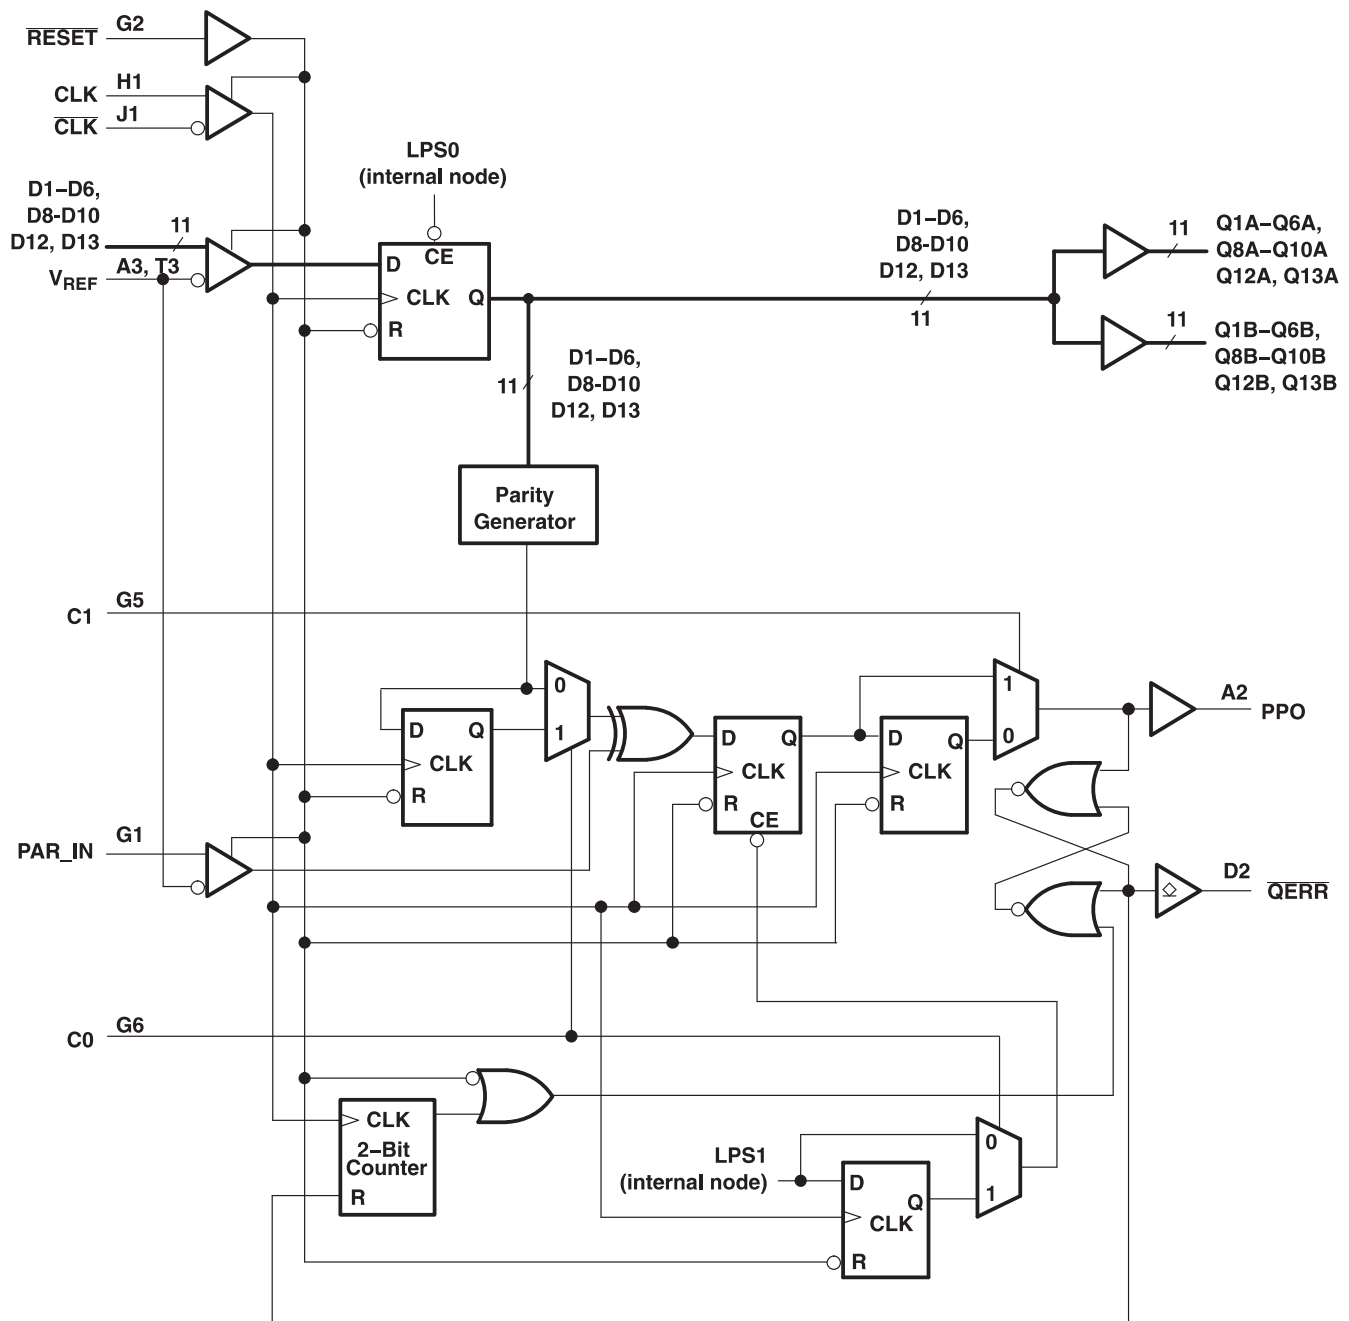 RESET G2
CLK H1
CLK J1
LPS0
(internal node)
D1–D6,
D8-D10
D12, D13
11
VREF A3, T3
D
CE
CLK
Q
R
D1–D6,
D8-D10
D12, D13
11
11
Q1A–Q6A,
Q8A–Q10A
Q12A, Q13A
11
Q1B–Q6B,
Q8B–Q10B
Q12B, Q13B
11
D1–D6,
D8-D10
D12, D13
Parity
Generator
C1 G5
0
1
D
Q
CLK
R
D
Q
CLK
R
CE
D
Q
CLK
R
1
0
A2
PPO
PAR_IN G1
D2
QERR
C0 G6
CLK
2–Bit
Counter
R
LPS1
(internal node)
D
Q
CLK
R
0
1